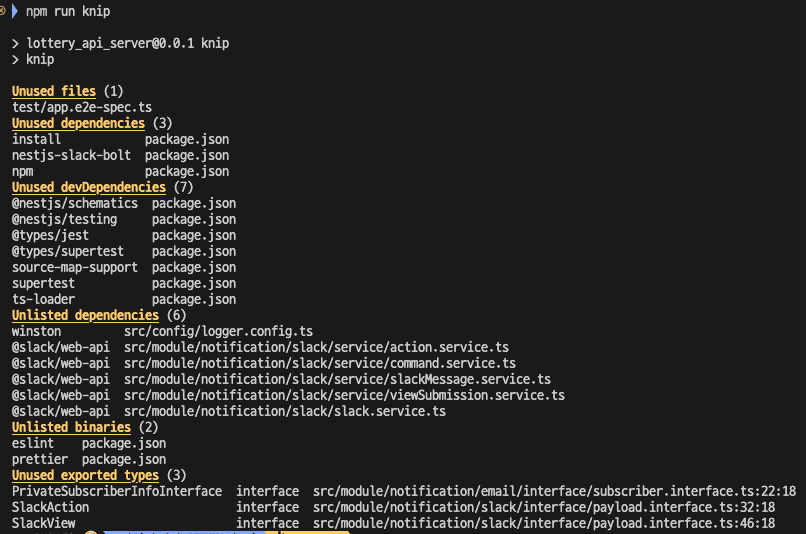 npm run knip
> lottery_api_server@0.0.1 knip
> knip
Unused files (1)
test/app.e2e-spec.ts
Unused dependencies (3)
install package.json
nestjs-slack-bolt package.json
npm package.json
Unused devDependencies (7)
@nestjs/schematics package.json
@nestjs/testing package.json
@types/jest package.json
@types/supertest package.json
source-map-support package.json
supertest package.json
ts-loader package.json
Unlisted dependencies (6)
winston src/config/logger.config.ts
@slack/web-api src/module/notification/slack/service/action.service.ts
@slack/web-api src/module/notification/slack/service/command.service.ts
@slack/web-api src/module/notification/slack/service/slackMessage.service.ts
@slack/web-api src/module/notification/slack/service/viewSubmission.service.ts
@slack/web-api src/module/notification/slack/slack.service.ts
Unlisted binaries (2)
eslint package.json
prettier package.json
Unused exported types (3)
PrivateSubscriberInfoInterface interface src/module/notification/email/interface/subscriber.interface.ts:22:18
SlackAction interface src/module/notification/slack/interface/payload.interface.ts:32:18
SlackView interface src/module/notification/slack/interface/payload.interface.ts:46:18